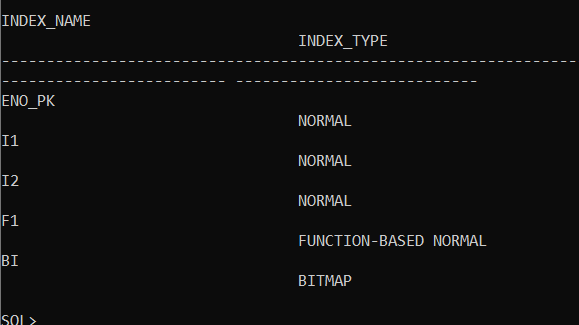 INDEX_NAME
INDEX_TYPE
----------------------------------------------------------------
------------------------- ---------------------------
ENO_PK
NORMAL
I1
NORMAL
I2
NORMAL
F1
FUNCTION-BASED NORMAL
BI
BITMAP
SQL>